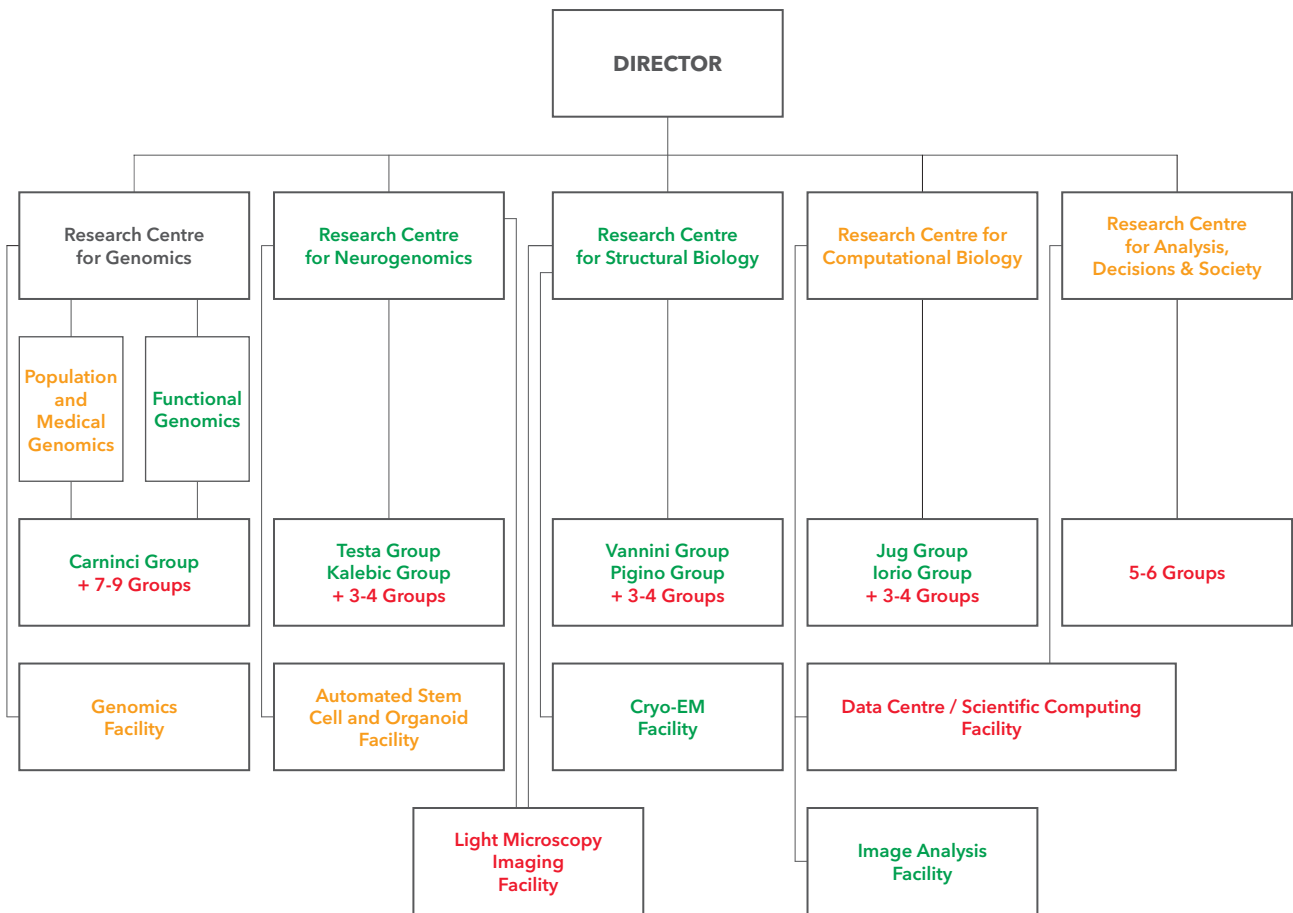 DIRECTOR
Research Centre
for Genomics
Research Centre
for Neurogenomics
Research Centre
for Structural Biology
Research Centre for
Computational Biology
Research Centre
for Analysis,
Decisions & Society
Population
and
Medical
Genomics
Functional
Genomics
Carninci Group
+ 7-9 Groups
Testa Group
Kalebic Group
+ 3-4 Groups
Vannini Group
Pigino Group
+ 3-4 Groups
Jug Group
Iorio Group
+ 3-4 Groups
5-6 Groups
Genomics
Facility
Automated Stem
Cell and Organoid
Facility
Cryo-EM
Facility
Data Centre / Scientific Computing
Facility
Light Microscopy
Imaging
Facility
Image Analysis
Facility